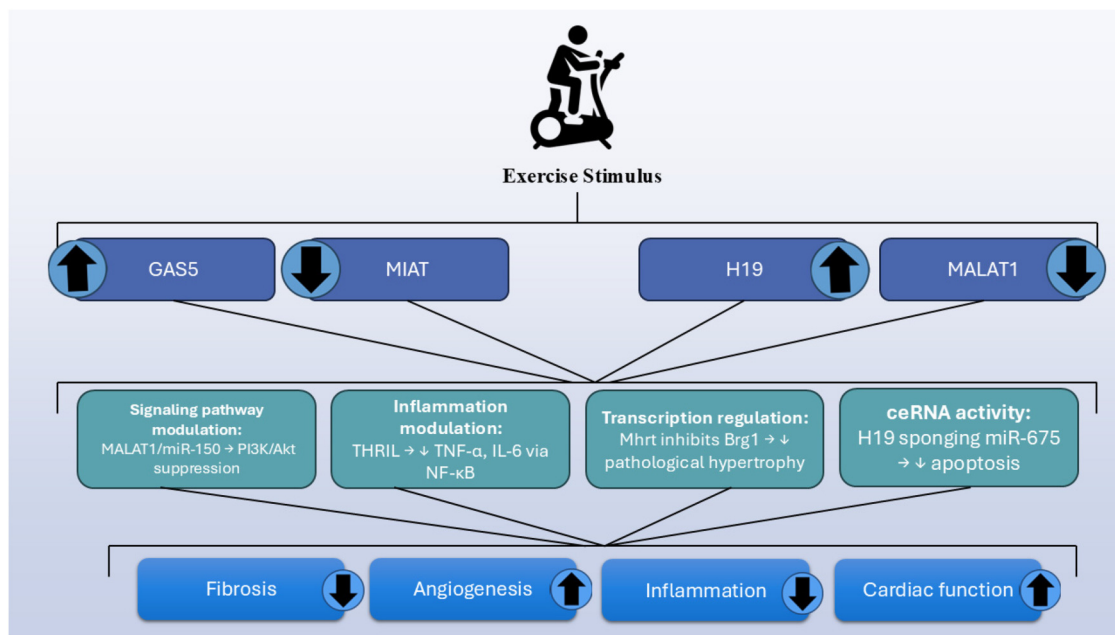 Exercise Stimulus
GAS5
MIAT
H19
MALAT1
Signaling pathway
modulation:
MALAT1/miR-150 → PI3K/Akt
suppression
Inflammation
modulation:
THRIL → ↓ TNF-α, IL-6 via
NF-κB
Transcription regulation:
Mhrt inhibits Brg1 → ↓
pathological hypertrophy
ceRNA activity:
H19 sponging miR-675
→ ↓ apoptosis
Fibrosis
Angiogenesis
Inflammation
Cardiac function